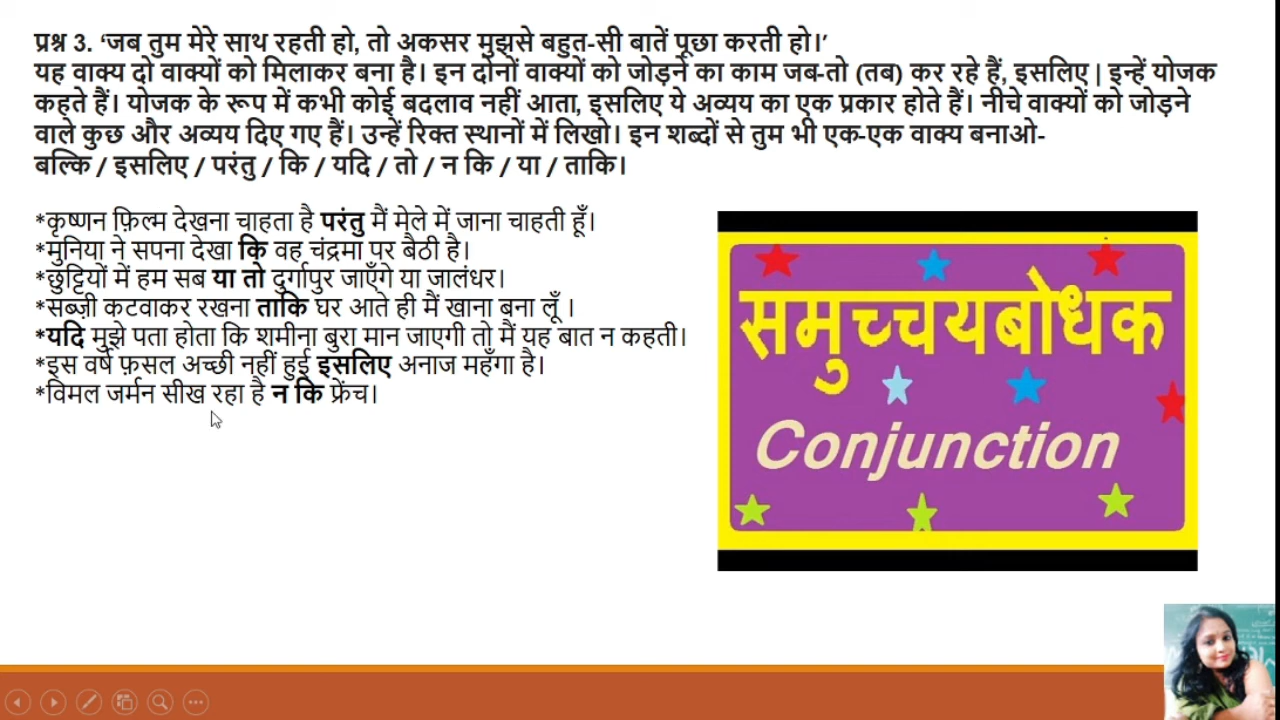 प्रश्न 3. ‘जब तुम मेरे साथ रहती हो, तो अकसर मुझसे बहुत-सी बातें पूछा करती हो।’
यह वाक्य दो वाक्यों को मिलाकर बना है। इन दोनों वाक्यों को जोड़ने का काम जब-तो (तब) कर रहे हैं, इसलिए | इन्हें योजक
कहते हैं। योजक के रूप में कभी कोई बदलाव नहीं आता, इसलिए ये अव्यय का एक प्रकार होते हैं। नीचे वाक्यों को जोड़ने
वाले कुछ और अव्यय दिए गए हैं। उन्हें रिक्त स्थानों में लिखो। इन शब्दों से तुम भी एक-एक वाक्य बनाओ-
बल्कि / इसलिए / परंतु / कि / यदि / तो / न कि / या / ताकि।
*कृष्णन फ़िल्म देखना चाहता है परंतु मैं मेले में जाना चाहती हूँ।
*मुनिया ने सपना देखा कि वह चंद्रमा पर बैठी है।
*छुट्टियों में हम सब या तो दुर्गापुर जाएँगे या जालंधर।
*सब्ज़ी कटवाकर रखना ताकि घर आते ही मैं खाना बना लूँ ।
*यदि मुझे पता होता कि शमीना बुरा मान जाएगी तो मैं यह बात न कहती।
*इस वर्ष फ़सल अच्छी नहीं हुई इसलिए अनाज महँगा है।
*विमल जर्मन सीख रहा है न कि फ्रेंच।
समुच्चयबोधक
Conjunction